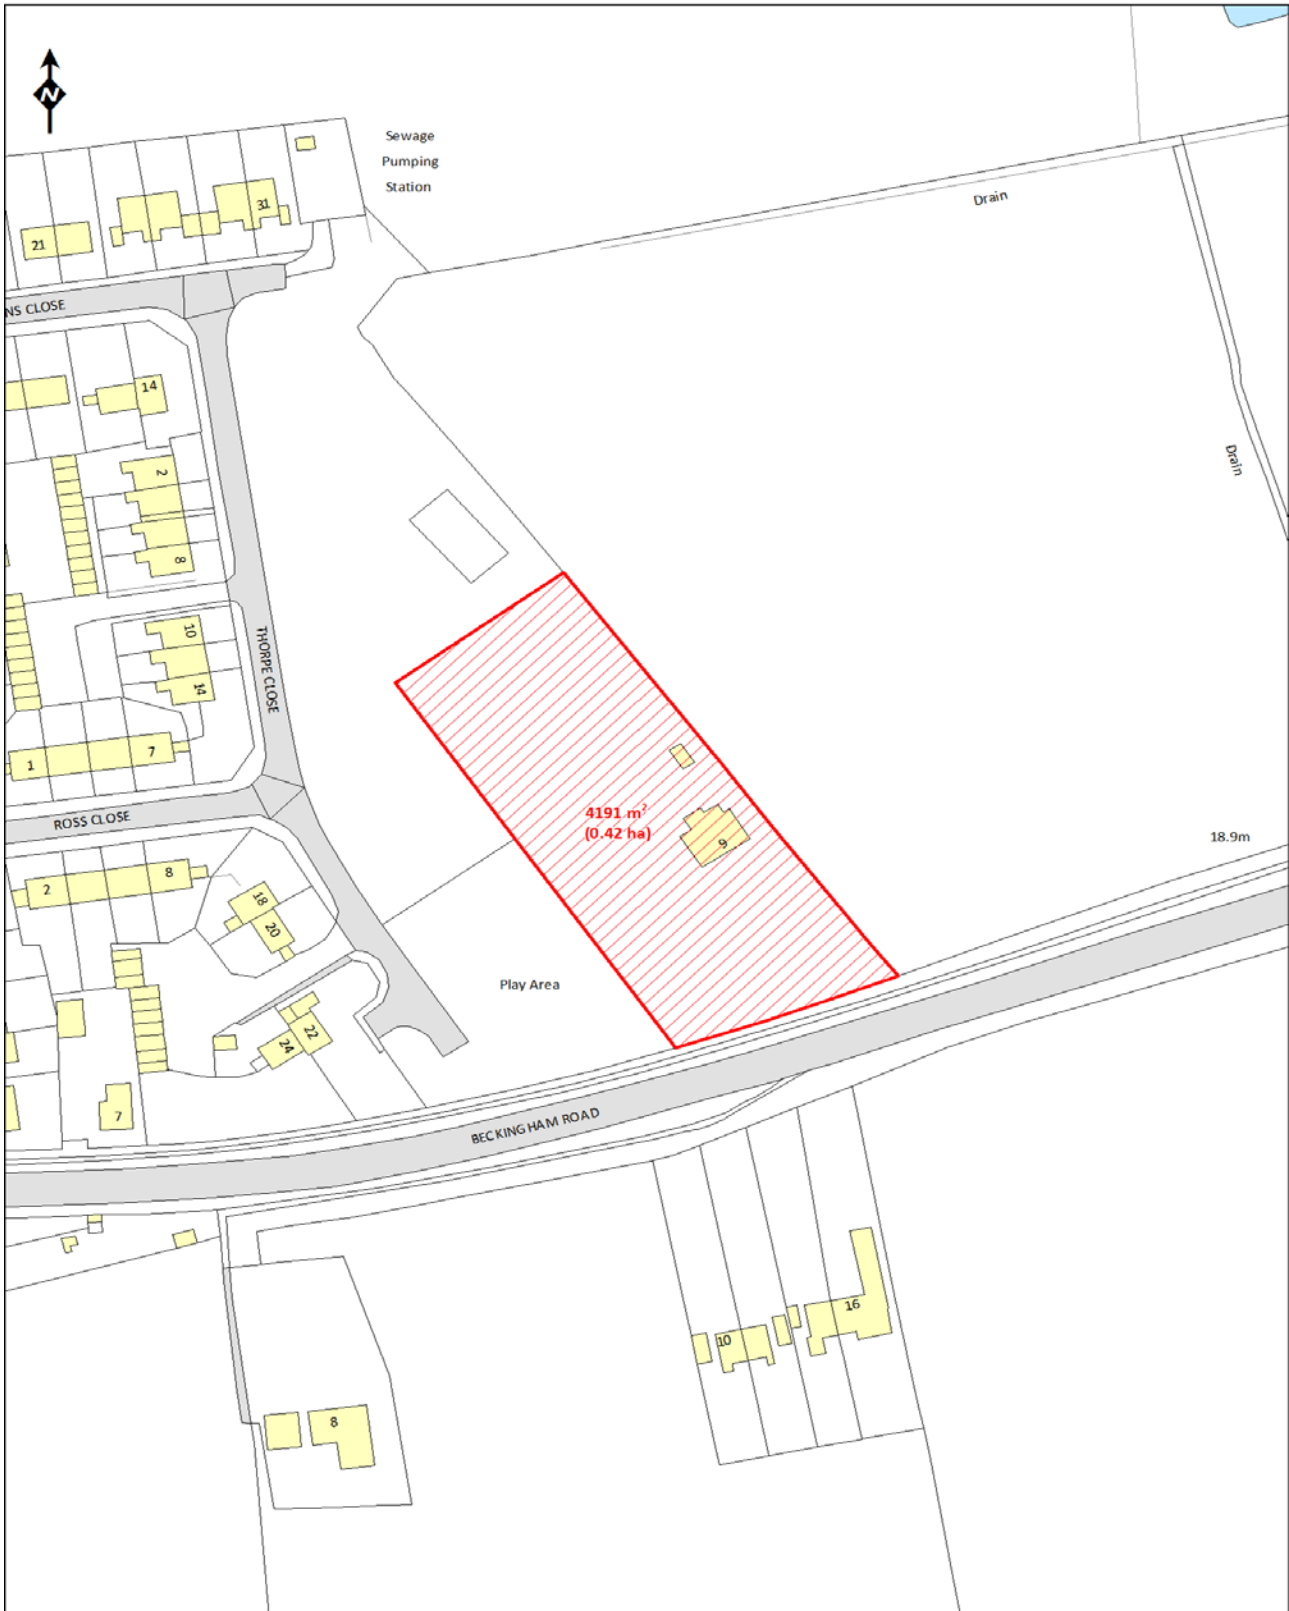 N
Sewage
Pumping
Station
31
21
Drain
NS CLOSE
14
2
Drain
8
10
THORPE CLOSE
14
7
1
4191 m²
(0.42 ha)
ROSS CLOSE
18.9m
9
8
2
18
20
Play Area
22
24
7
BECKINGHAM ROAD
16
10
8